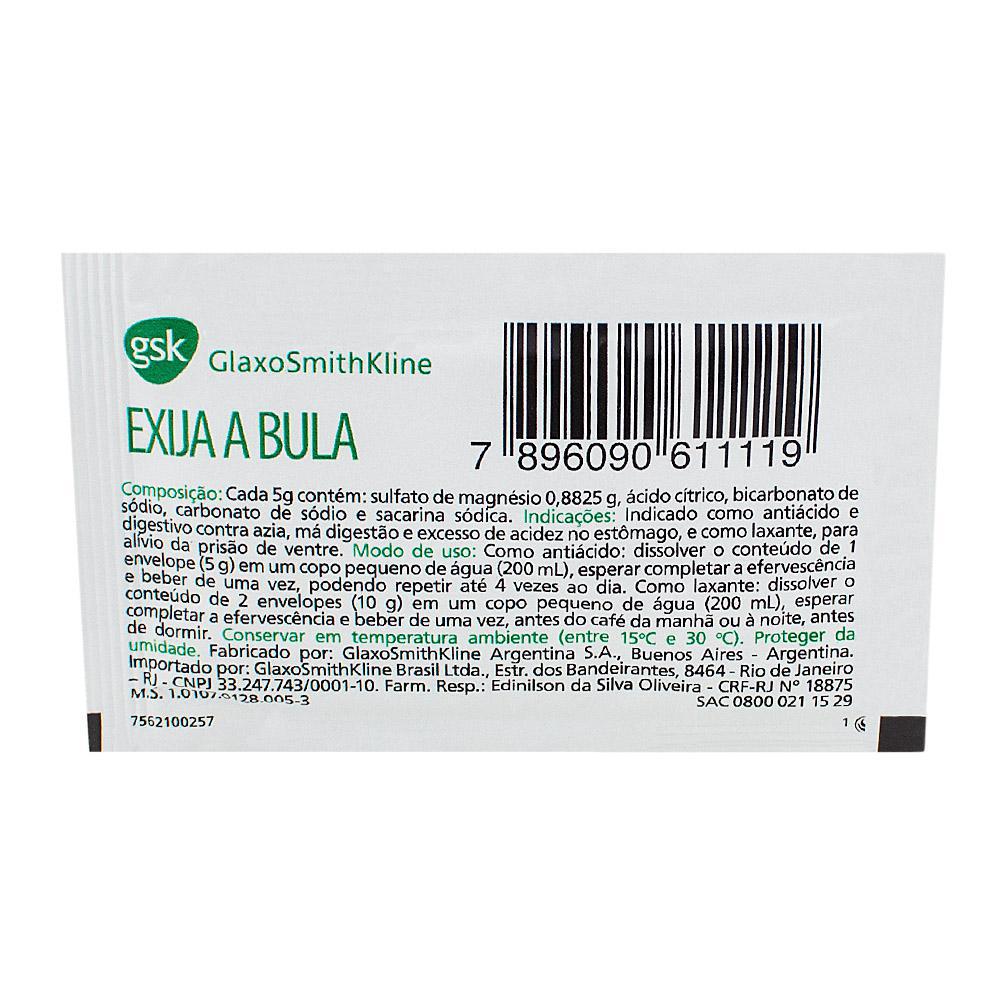 gsk GlaxoSmithKline
EXIJA A BULA
7 896090 611119
Composição: Cada 5g contém: sulfato de magnésio 0,8825 g, ácido cítrico, bicarbonato de
sódio, carbonato de sódio e sacarina sódica. Indicações: Indicado como antiácido e
digestivo contra azia, má digestão e excesso de acidez no estômago, e como laxante, para
alívio da prisão de ventre. Modo de uso: Como antiácido: dissolver o conteúdo de 1
envelope (5 g) em um copo pequeno de água (200 mL), esperar completar a efervescência
e beber de uma vez, podendo repetir até 4 vezes ao dia. Como laxante: dissolver o
conteúdo de 2 envelopes (10 g) em um copo pequeno de água (200 mL), esperar
completar a efervescência e beber de uma vez, antes do café da manhã ou à noite, antes
de dormir. Conservar em temperatura ambiente (entre 15°C e 30 °C). Proteger da
umidade. Fabricado por: GlaxoSmithKline Argentina S.A., Buenos Aires - Argentina.
Importado por: GlaxoSmithKline Brasil Ltda., Estr. dos Bandeirantes, 8464 - Rio de Janeiro
– RJ - CNPJ 33.247.743/0001-10. Farm. Resp.: Edinilson da Silva Oliveira - CRF-RJ N° 18875
M.S. 1.0107.0128.005-3 SAC 0800 021 15 29
7562100257 1